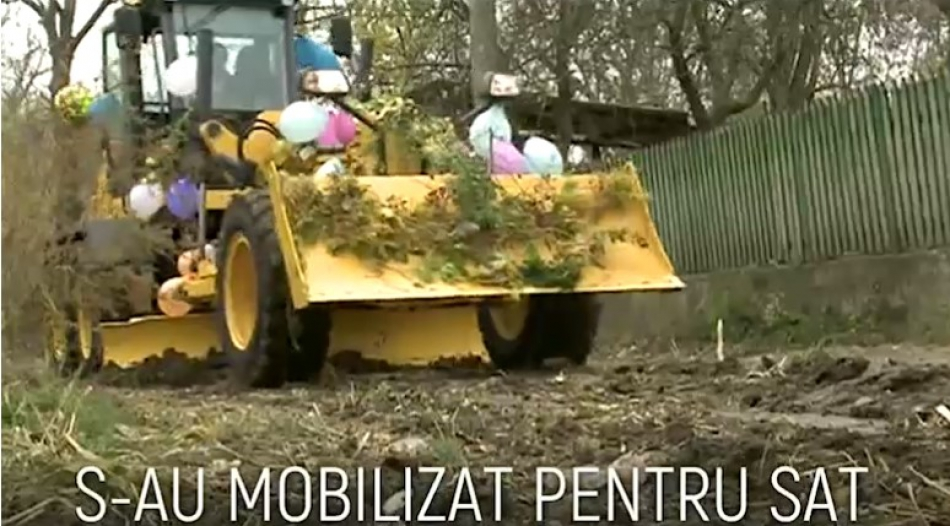 S-AU MOBILIZAT PENTRU SAT